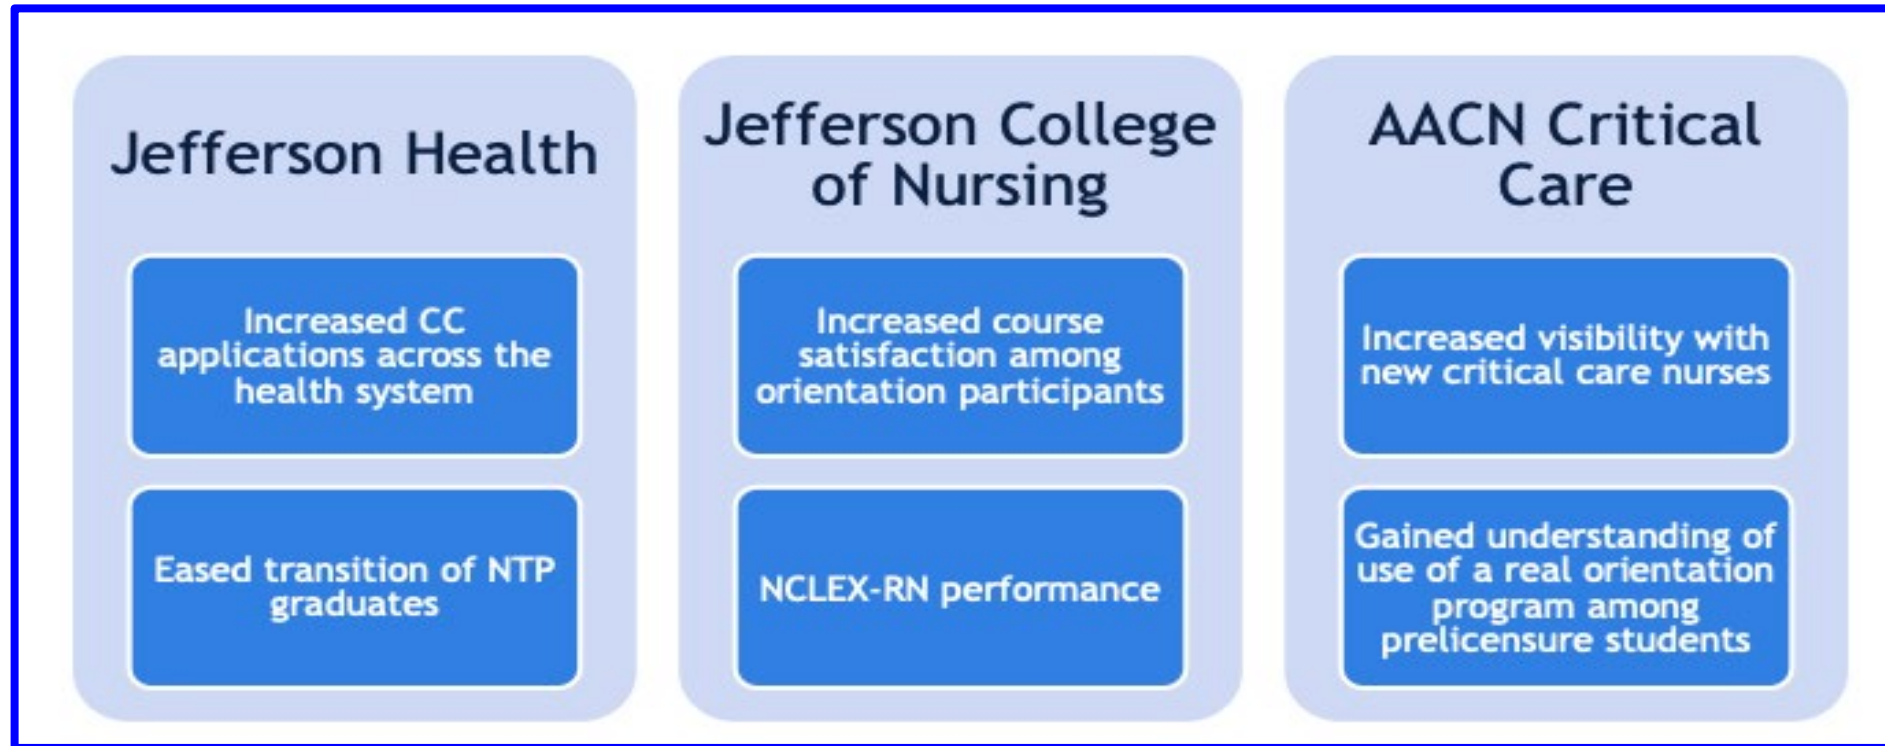 Jefferson Health
Increased CC
applications across the
health system
Eased transition of NTP
graduates
Jefferson College
of Nursing
Increased course
satisfaction among
orientation participants
NCLEX-RN performance
AACN Critical
Care
Increased visibility with
new critical care nurses
Gained understanding of
use of a real orientation
program among
prelicensure students